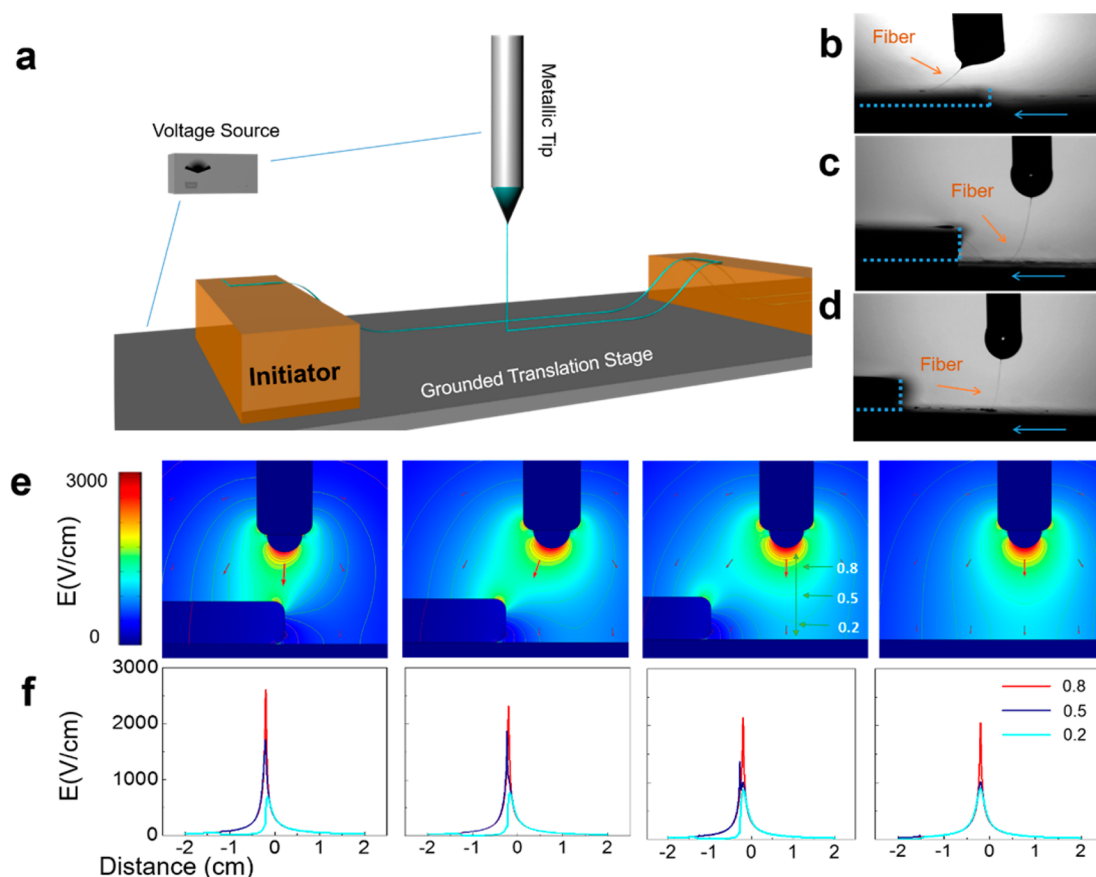 a
Voltage Source
Metallic Tip
Initiator
Grounded Translation Stage
b
Fiber
c
Fiber
d
Fiber
e
3000
E(V/cm)
0
0.8
0.5
0.2
f
3000
2000
1000
0
E(V/cm)
-2 -1 0 1 2
-2 -1 0 1 2
-2 -1 0 1 2
-2 -1 0 1 2
0.8
0.5
0.2
Distance (cm)